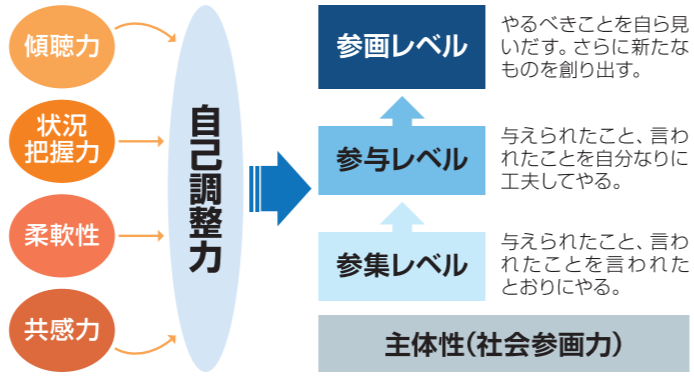 傾聴力
状況
把握力
柔軟性
共感力
自己調整力
参画レベル
やるべきことを自ら見
いだす。さらに新たな
ものを創り出す。
参与レベル
与えられたこと、言わ
れたことを自分なりに
工夫してやる。
参集レベル
与えられたこと、言わ
れたことを言われた
とおりにやる。
主体性(社会参画力)